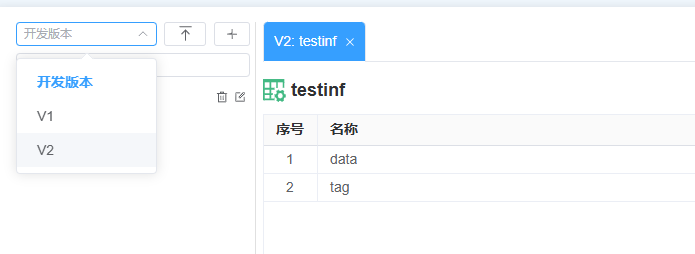 开发版本
开发版本
V1
V2
V2: testinf
testinf
序号 名称
1 data
2 tag